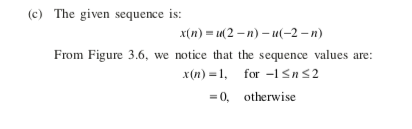 (c) The given sequence is:
x(n) = u(2 – n) – u(–2 – n)
From Figure 3.6, we notice that the sequence values are:
x(n) = 1, for –1 ≤ n ≤ 2
= 0, otherwise